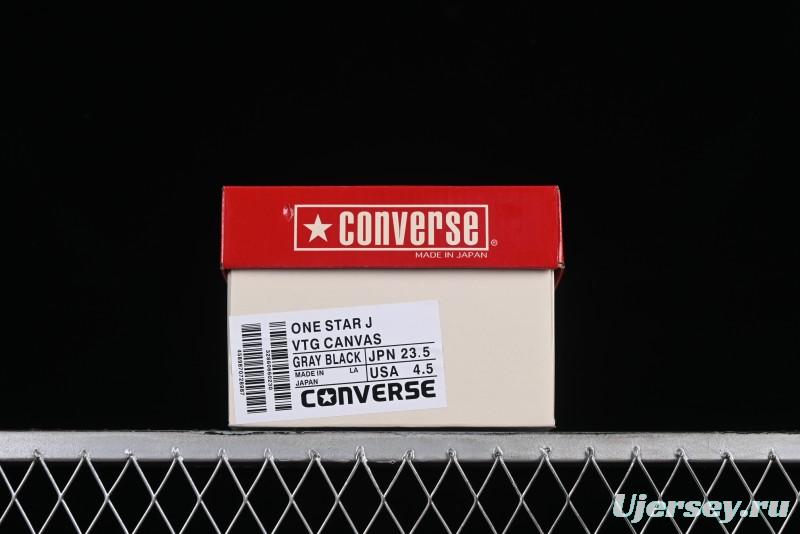 ★ converse ®
MADE IN JAPAN
ONE STAR J
VTG CANVAS
GRAY BLACK JPN 23.5
MADE IN JAPAN LA USA 4.5
CONVERSE
Ujersey.ru